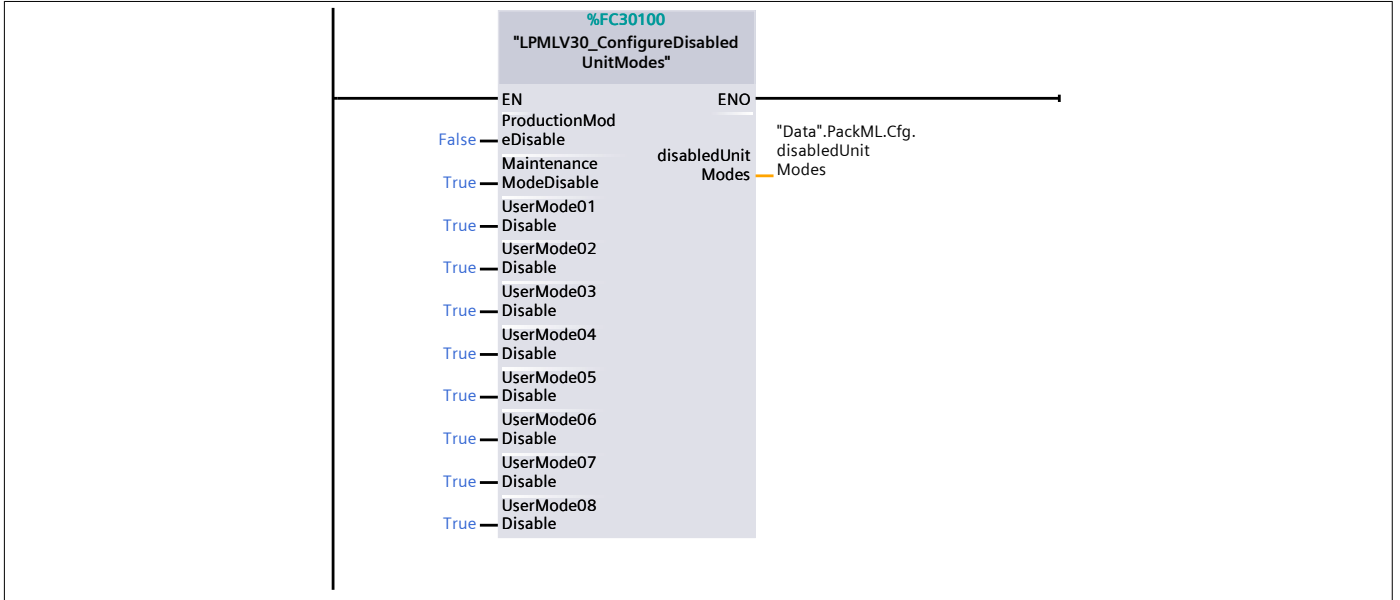 %FC30100
"LPMLV30_ConfigureDisabled
UnitModes"
EN
ENO
ProductionMod
False
eDisable
"Data".PackML.Cfg.
disabledUnit
Modes
disabledUnit
Modes
Maintenance
True
ModeDisable
UserMode01
True
Disable
UserMode02
True
Disable
UserMode03
True
Disable
UserMode04
True
Disable
UserMode05
True
Disable
UserMode06
True
Disable
UserMode07
True
Disable
UserMode08
True
Disable